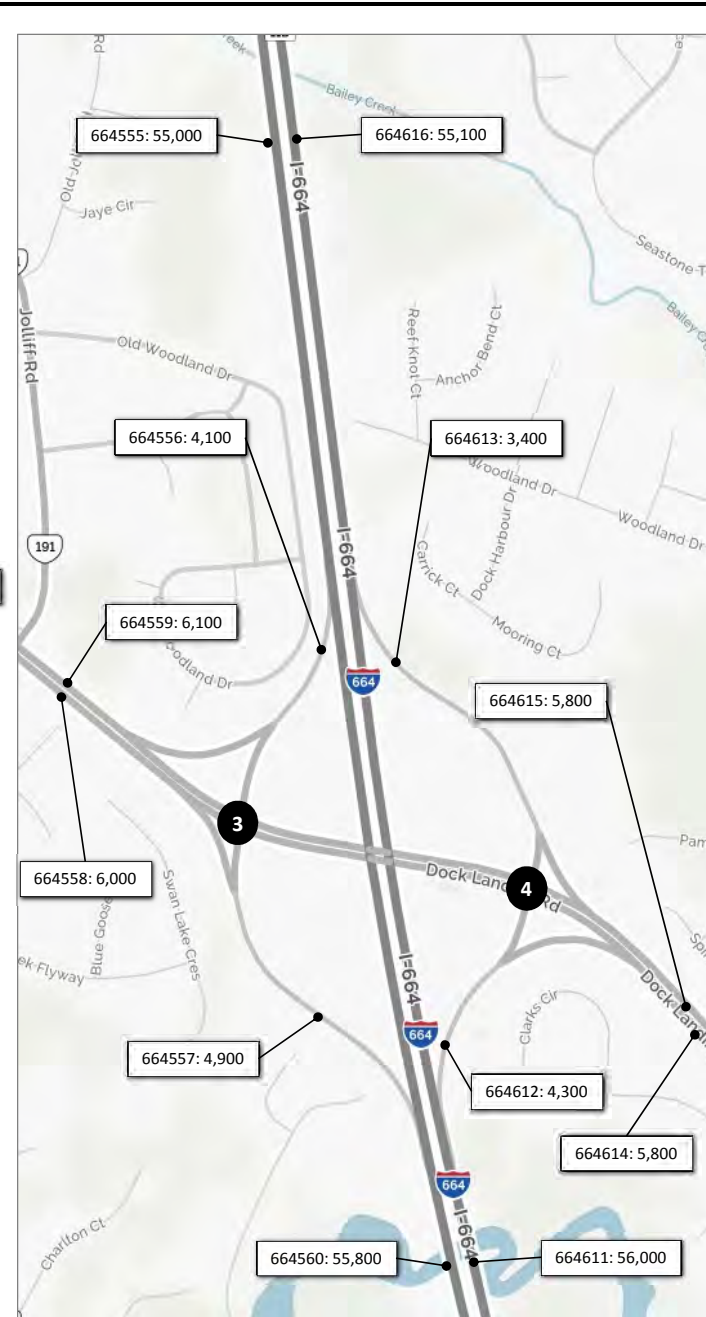 Rd
Bailey Creek
664555: 55,000
664616: 55,100
Jaye Cir
I-664
Jolliff Rd
Old Woodland Dr
Reef Knot Ct
Anchor Bend Ct
664556: 4,100
664613: 3,400
Woodland Dr
Woodland Dr
Dock Harbour Dr
I-664
191
Carrick Ct
Mooring Ct
664559: 6,100
664
664615: 5,800
3
Dock Landing Rd
4
664558: 6,000
Swan Lake Cres
Blue Goose
ek Flyway
I-664
664
Clarks Cir
664557: 4,900
664612: 4,300
664614: 5,800
664
Charlton Ct
I-664
664560: 55,800
664611: 56,000